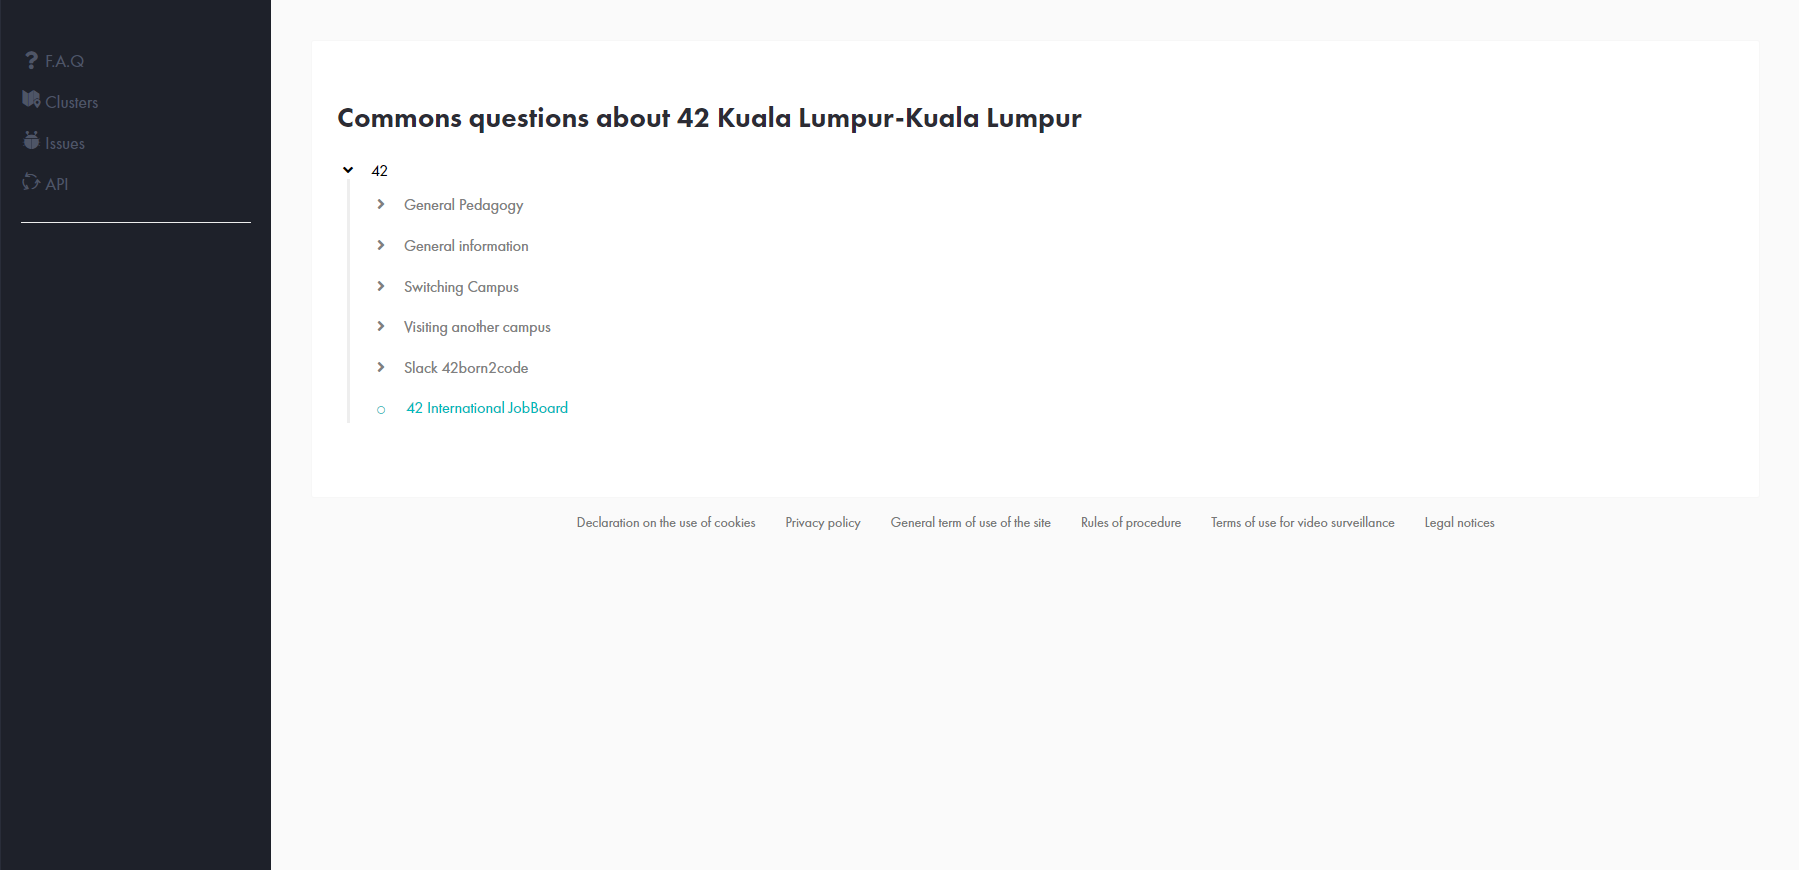 F.A.Q
Clusters
Issues
API
Commons questions about 42 Kuala Lumpur-Kuala Lumpur
42
General Pedagogy
General information
Switching Campus
Visiting another campus
Slack 42born2code
42 International JobBoard
Declaration on the use of cookies Privacy policy General term of use of the site Rules of procedure Terms of use for video surveillance Legal notices